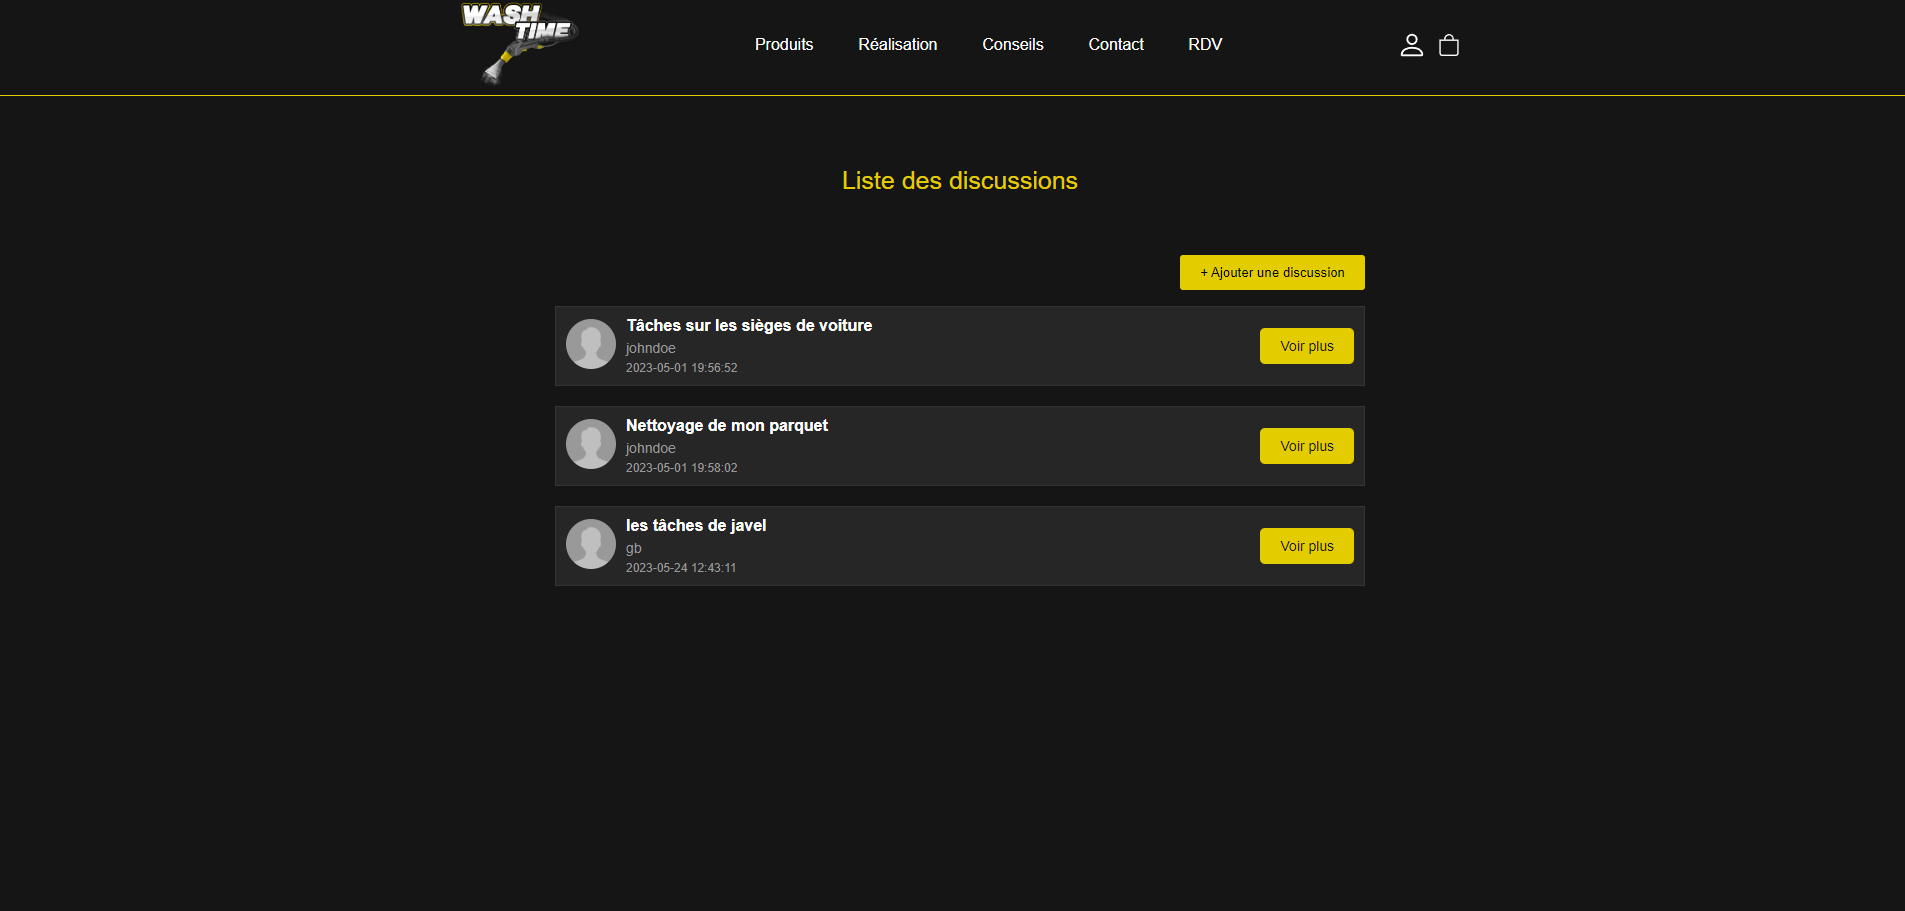 WASH
TIME
Produits
Réalisation
Conseils
Contact
RDV
Liste des discussions
+ Ajouter une discussion
Tâches sur les sièges de voiture
johndoe
2023-05-01 19:56:52
Voir plus
Nettoyage de mon parquet
johndoe
2023-05-01 19:58:02
Voir plus
les tâches de javel
gb
2023-05-24 12:43:11
Voir plus